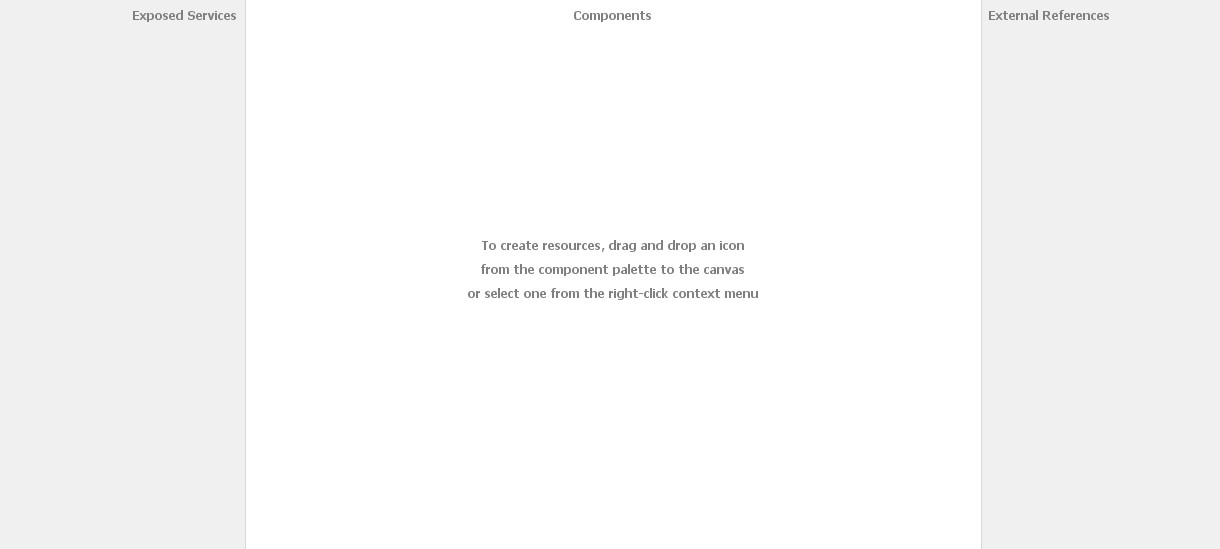 Exposed Services
Components
External References
To create resources, drag and drop an icon
from the component palette to the canvas
or select one from the right-click context menu